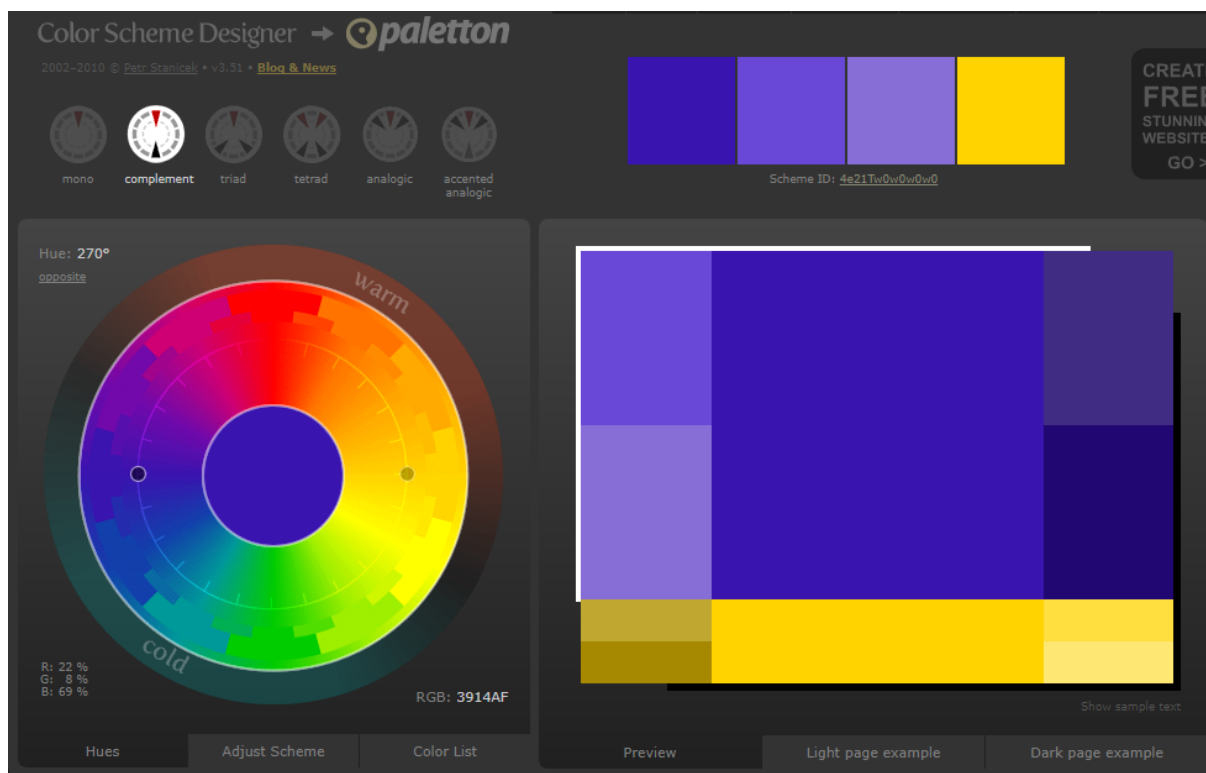 Color Scheme Designer → paletton
2002–2010 © Petr Stanicek • v3.51 • Blog & News
mono
complement
triad
tetrad
analogic
accented
analogic
Scheme ID: 4e21Tw0w0w0w0
CREAT
FREE
STUNNIN
WEBSITE
GO >
Hue: 270°
opposite
warm
cold
R: 22 %
G: 8 %
B: 69 %
RGB: 3914AF
Hues
Adjust Scheme
Color List
Show sample text
Preview
Light page example
Dark page example